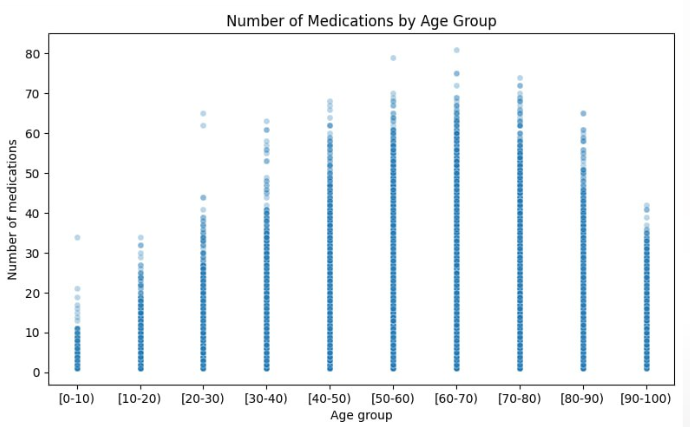 Number of Medications by Age Group
Number of medications
80
70
60
50
40
30
20
10
0
[0-10) [10-20) [20-30) [30-40) [40-50) [50-60) [60-70) [70-80) [80-90) [90-100)
Age group